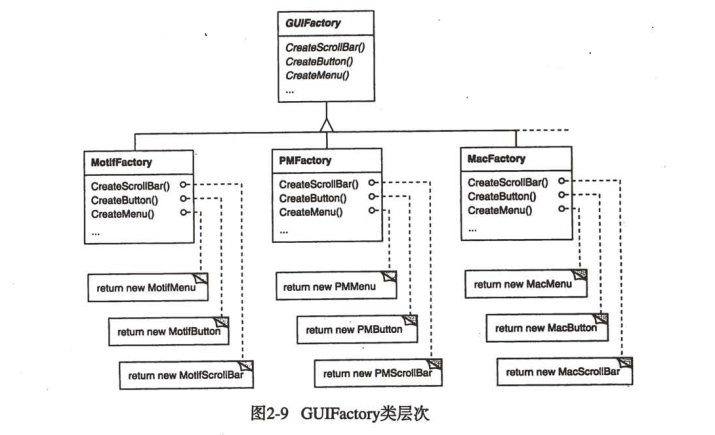 GUIFactory
CreateScrollBar()
CreateButton()
CreateMenu()
...
MotifFactory
CreateScrollBar()
CreateButton()
CreateMenu()
...
PMFactory
CreateScrollBar()
CreateButton()
CreateMenu()
...
MacFactory
CreateScrollBar()
CreateButton()
CreateMenu()
...
return new MotifMenu
return new PMMenu
return new MacMenu
return new MotifButton
return new PMButton
return new MacButton
return new MotifScrollBar
return new PMScrollBar
return new MacScrollBar
图2-9 GUIFactory类层次